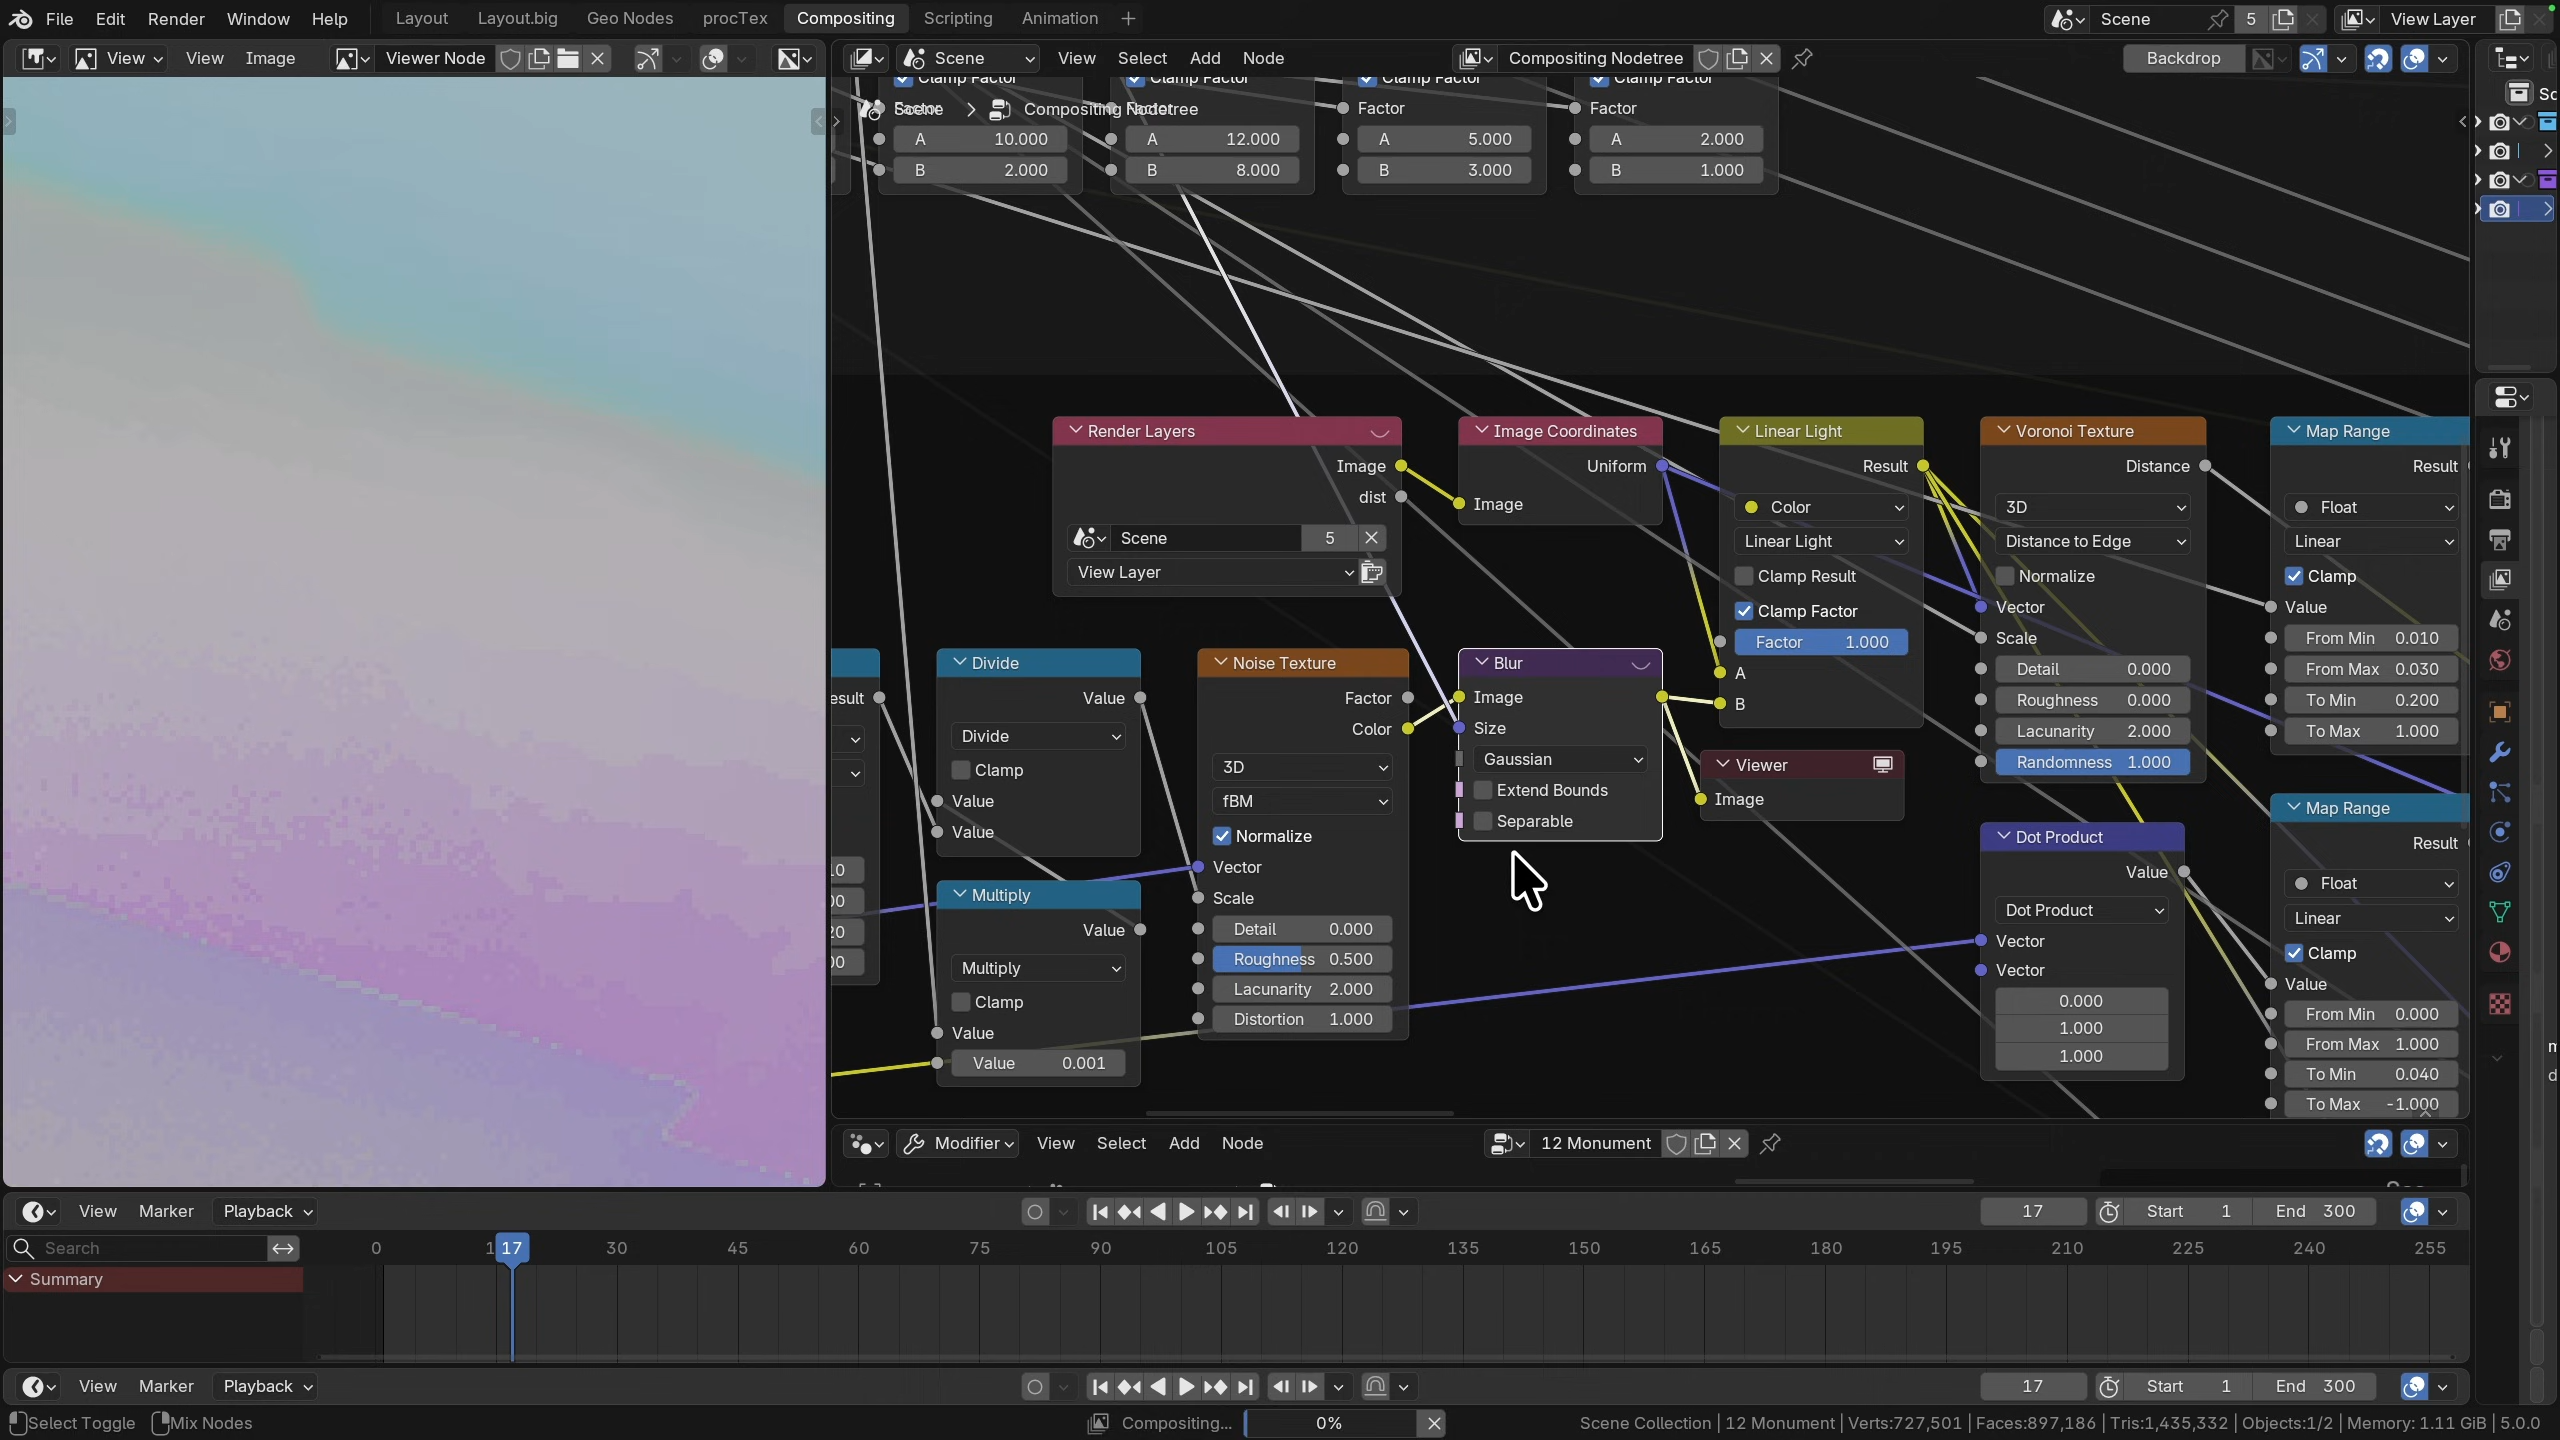 File Edit Render Window Help Layout Layout.big Geo Nodes procTex Compositing Scripting Animation + Scene 5 View Layer
View View Image Viewer Node Scene View Select Add Node Compositing Nodetree Backdrop
Clamp Factor Clamp Factor Clamp Factor Clamp Factor
Factor Factor Factor Factor
Scene Compositing Nodetree
A 10.000 A 12.000 A 5.000 A 2.000
B 2.000 B 8.000 B 3.000 B 1.000
Render Layers
Image
dist
Scene 5
View Layer
Image Coordinates
Uniform
Image
Linear Light
Result
Color
Linear Light
Clamp Result
Clamp Factor
Factor 1.000
A
B
Voronoi Texture
Distance
3D
Distance to Edge
Normalize
Vector
Scale
Detail 0.000
Roughness 0.000
Lacunarity 2.000
Randomness 1.000
Map Range
Result
Float
Linear
Clamp
Value
From Min 0.010
From Max 0.030
To Min 0.200
To Max 1.000
Divide
Value
Divide
Clamp
Value
Value
Multiply
Value
Multiply
Clamp
Value
Value 0.001
Noise Texture
Factor
Color
3D
fBM
Normalize
Vector
Scale
Detail 0.000
Roughness 0.500
Lacunarity 2.000
Distortion 1.000
Blur
Image
Size
Gaussian
Extend Bounds
Separable
Viewer
Image
Dot Product
Value
Dot Product
Vector
Vector
0.000
1.000
1.000
Map Range
Result
Float
Linear
Clamp
Value
From Min 0.000
From Max 1.000
To Min 0.040
To Max -1.000
Modifier View Select Add Node 12 Monument
View Marker Playback 17 Start 1 End 300
Search 0 17 30 45 60 75 90 105 120 135 150 165 180 195 210 225 240 255
Summary
View Marker Playback 17 Start 1 End 300
Select Toggle Mix Nodes Compositing... 0% Scene Collection | 12 Monument | Verts:727,501 | Faces:897,186 | Tris:1,435,332 | Objects:1/2 | Memory: 1.11 GiB | 5.0.0